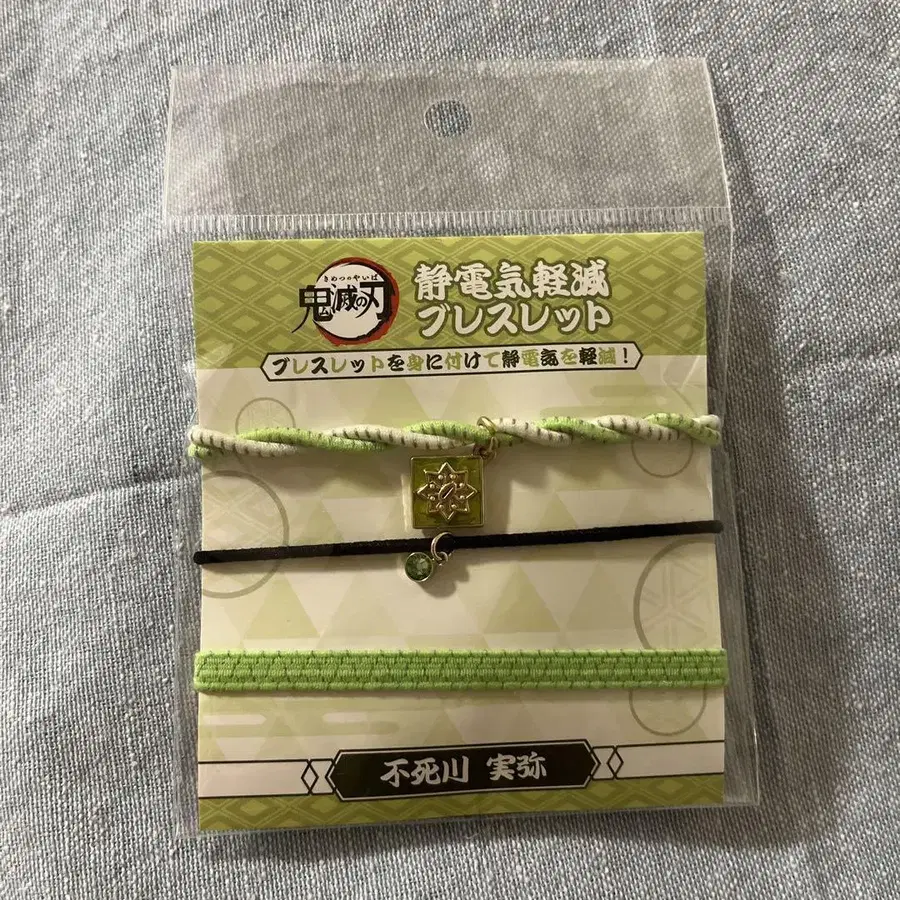 きめつのやいば
鬼滅の刃
静電気軽減
ブレスレット
ブレスレットを身に付けて静電気を軽減!
不死川 実弥